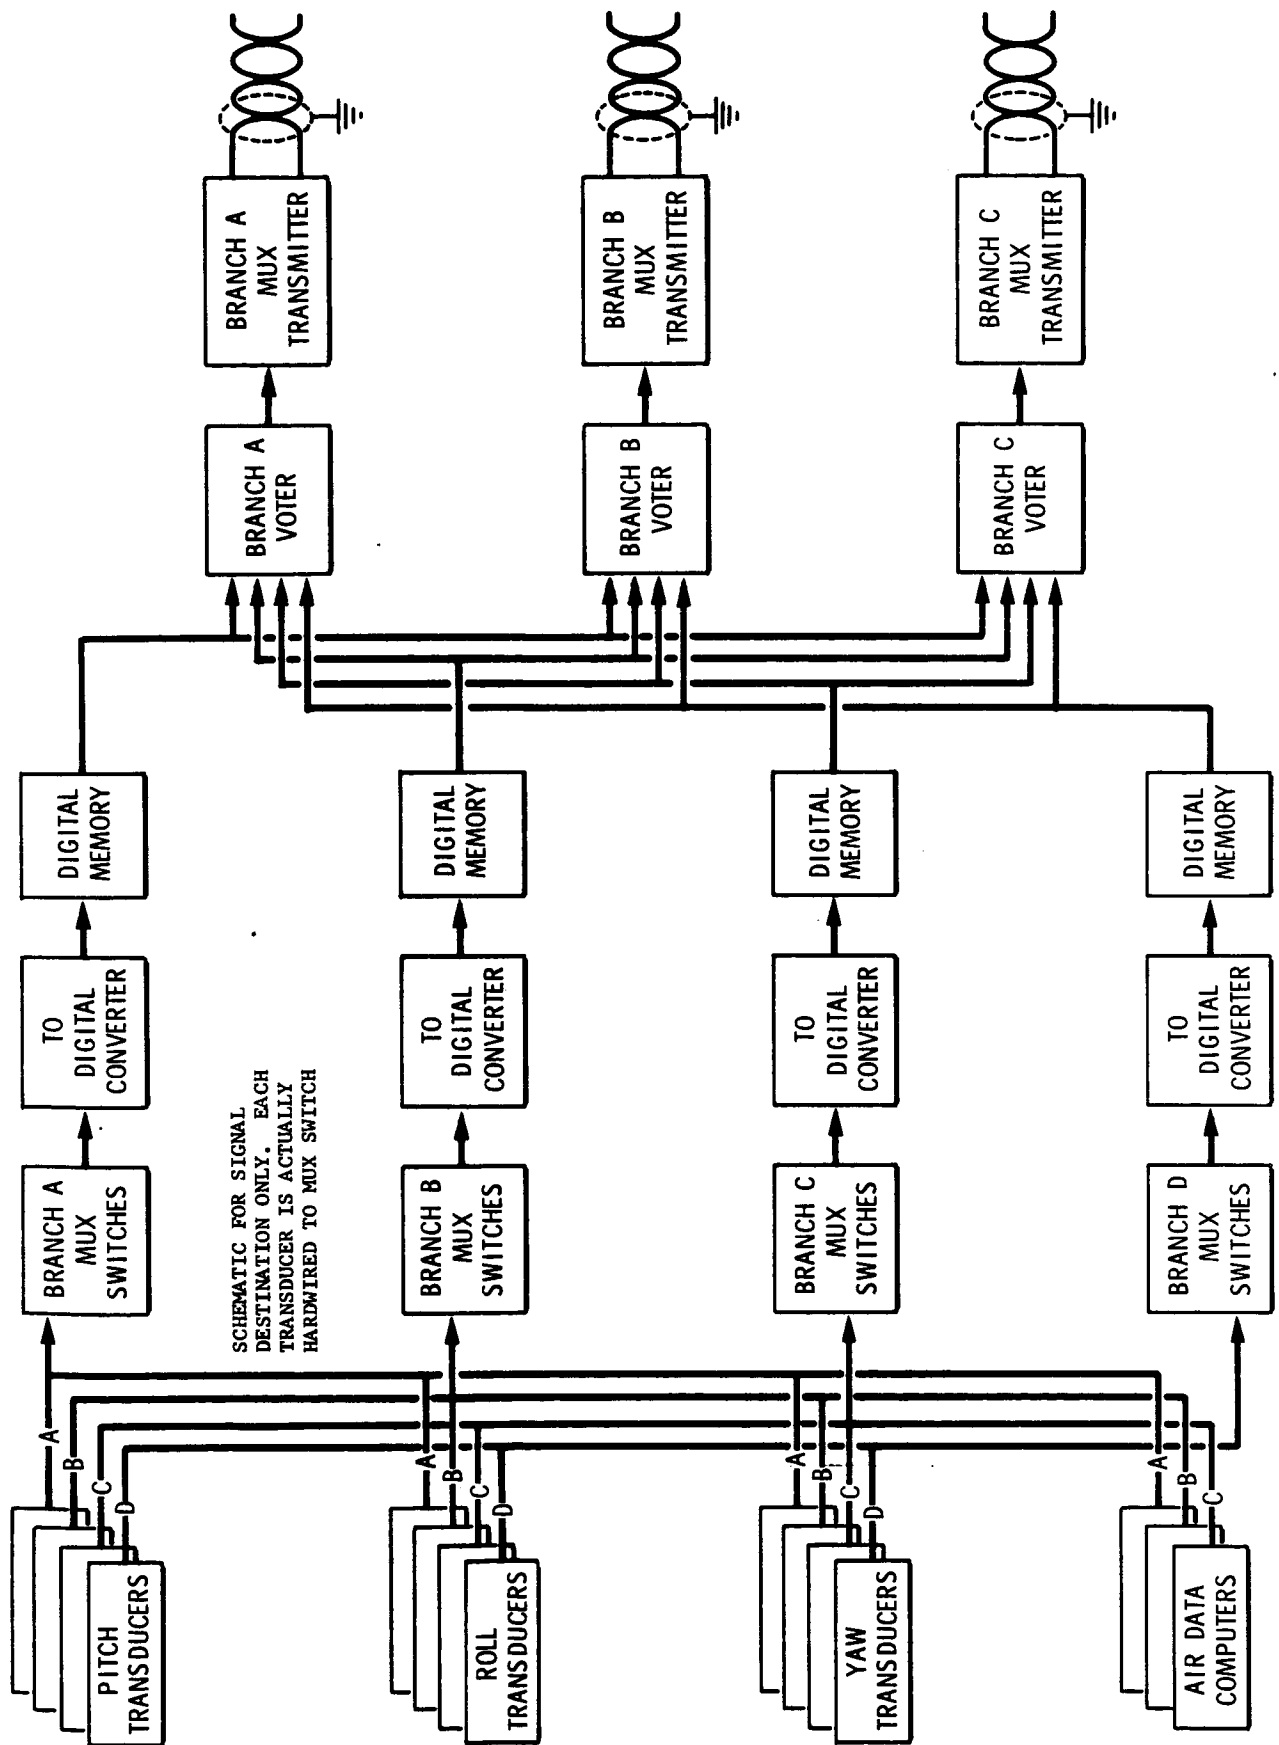 PITCH
TRANSDUCERS
A
B
C
D
ROLL
TRANSDUCERS
A
B
C
D
YAW
TRANSDUCERS
A
B
C
D
AIR DATA
COMPUTERS
A
B
C
SCHEMATIC FOR SIGNAL
DESTINATION ONLY. EACH
TRANSDUCER IS ACTUALLY
HARDWIRED TO MUX SWITCH
BRANCH A
MUX
SWITCHES
TO
DIGITAL
CONVERTER
DIGITAL
MEMORY
BRANCH B
MUX
SWITCHES
TO
DIGITAL
CONVERTER
DIGITAL
MEMORY
BRANCH C
MUX
SWITCHES
TO
DIGITAL
CONVERTER
DIGITAL
MEMORY
BRANCH D
MUX
SWITCHES
TO
DIGITAL
CONVERTER
DIGITAL
MEMORY
BRANCH A
VOTER
BRANCH A
MUX
TRANSMITTER
BRANCH B
VOTER
BRANCH B
MUX
TRANSMITTER
BRANCH C
VOTER
BRANCH C
MUX
TRANSMITTER